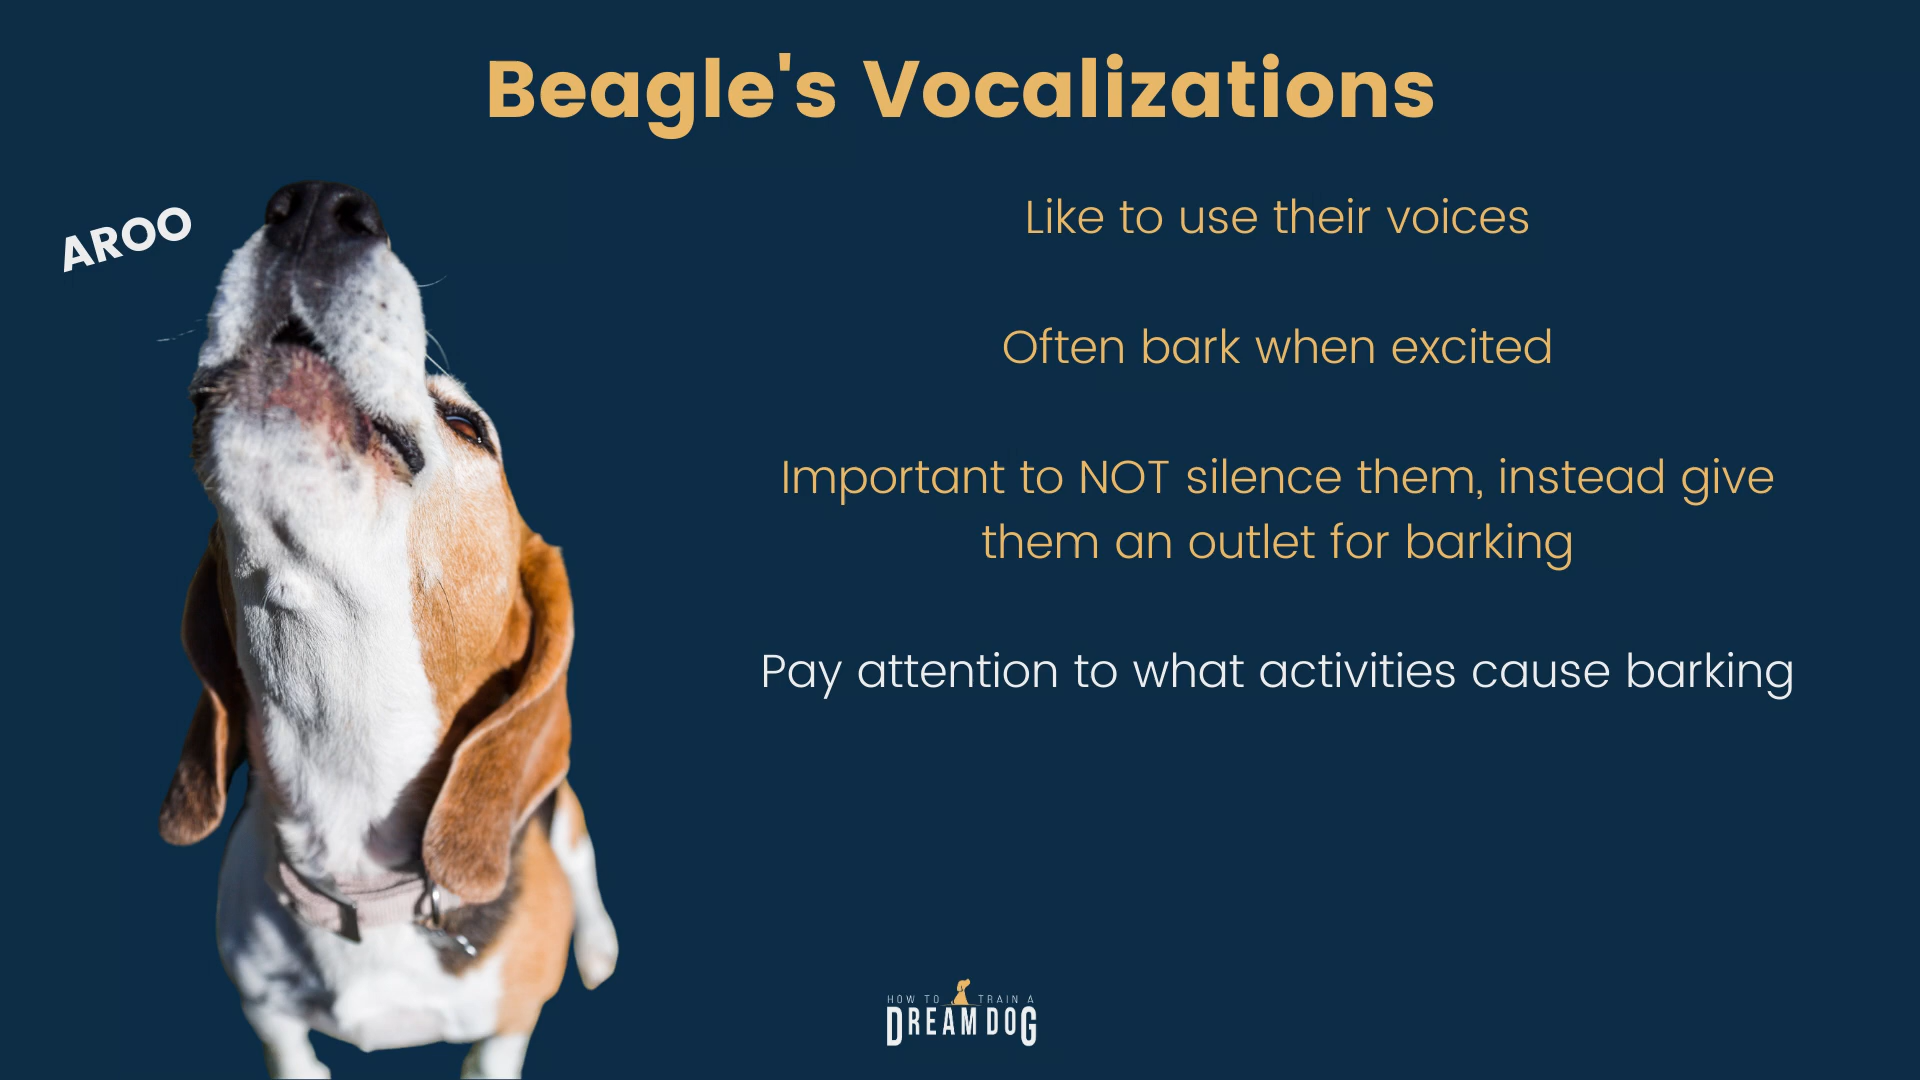 Beagle's Vocalizations
AROO
Like to use their voices
Often bark when excited
Important to NOT silence them, instead give
them an outlet for barking
Pay attention to what activities cause barking
HOW TO TRAIN A
DREAM DOG